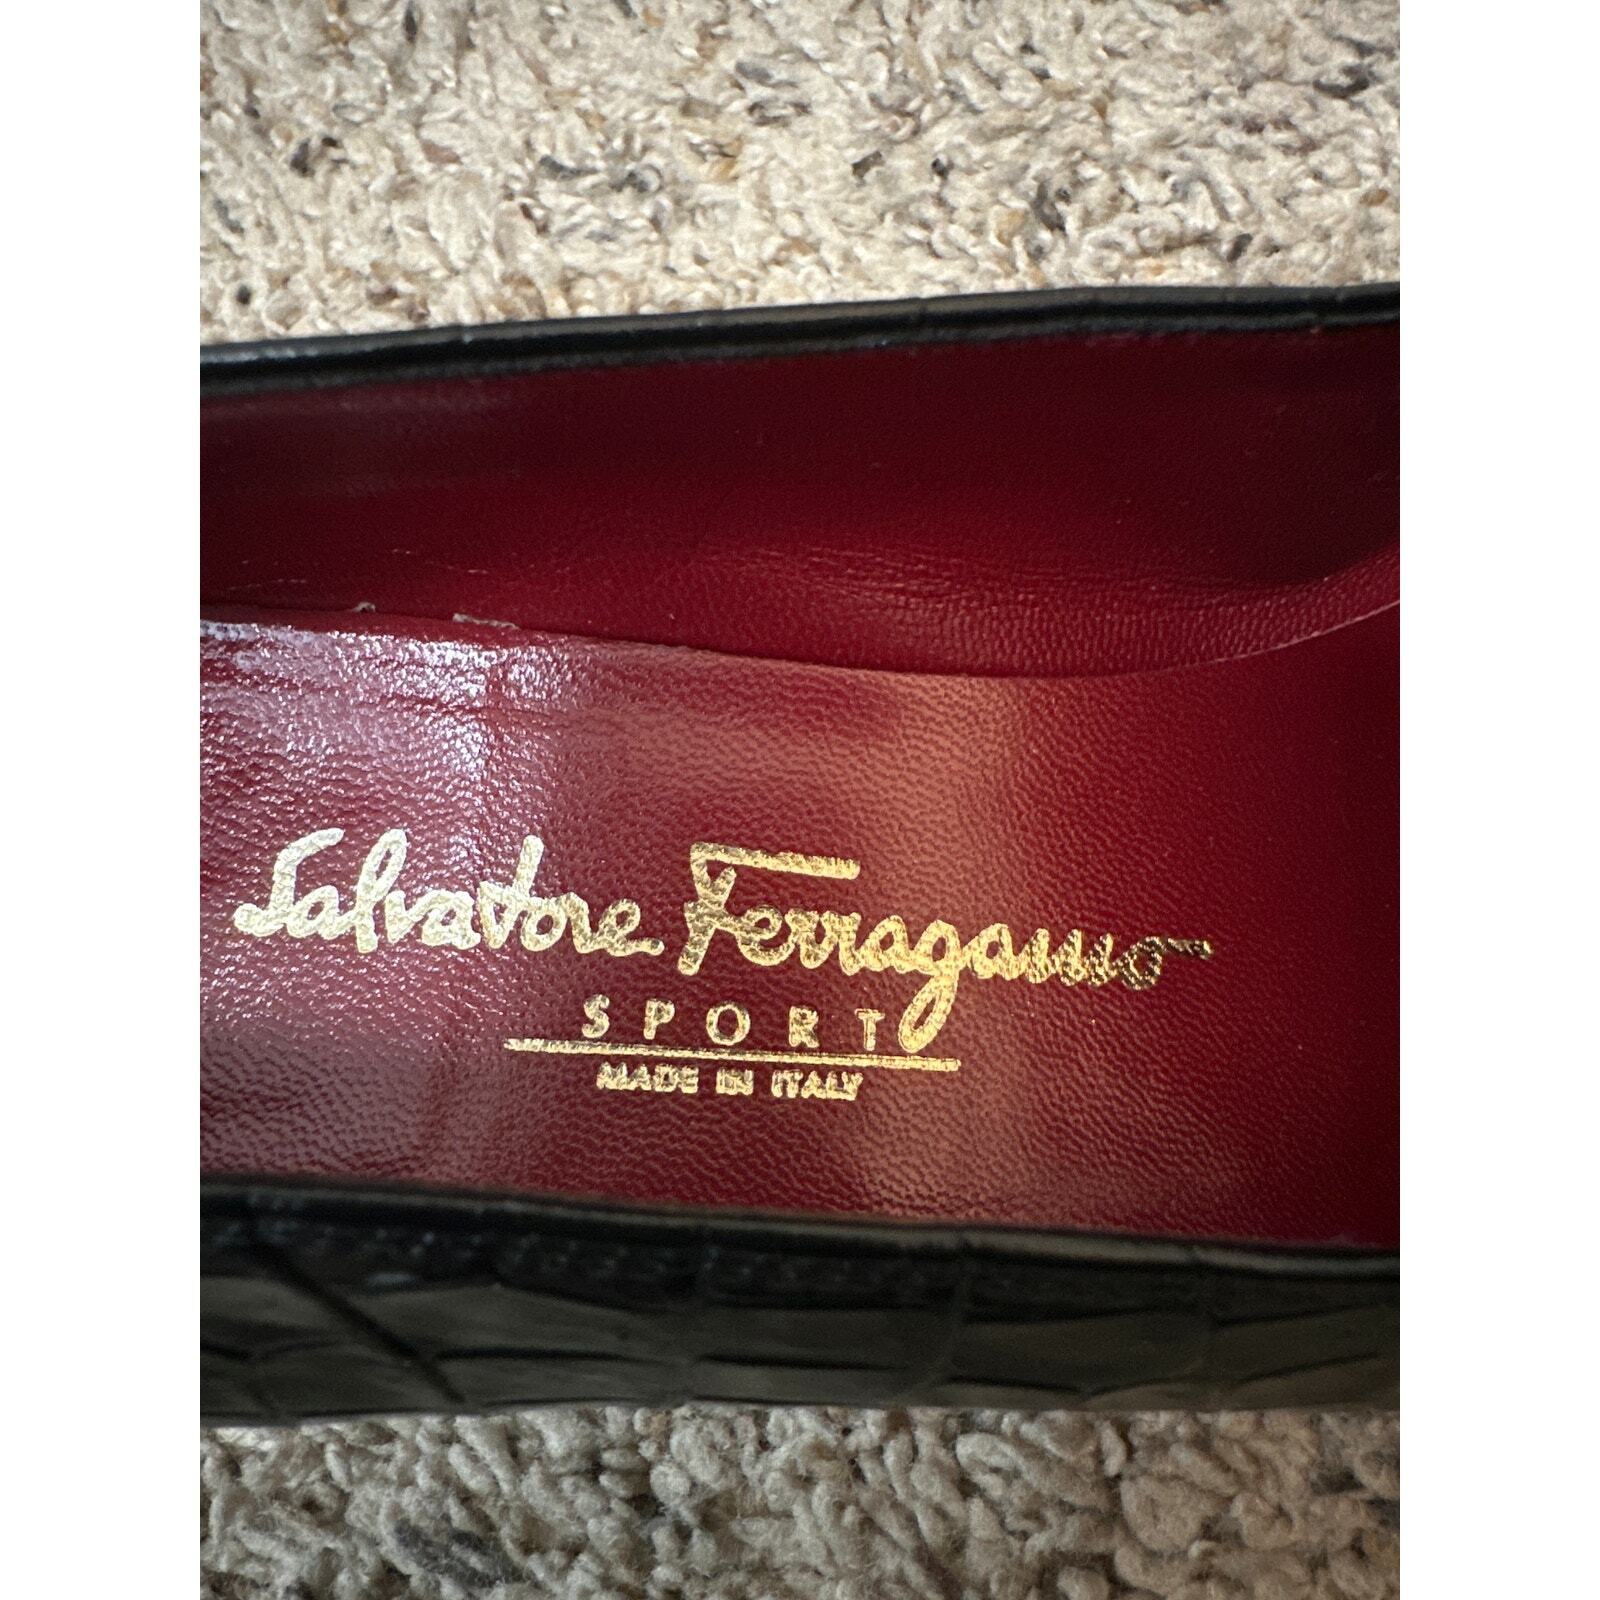 Salvatore Ferragamo
SPORT
MADE IN ITALY